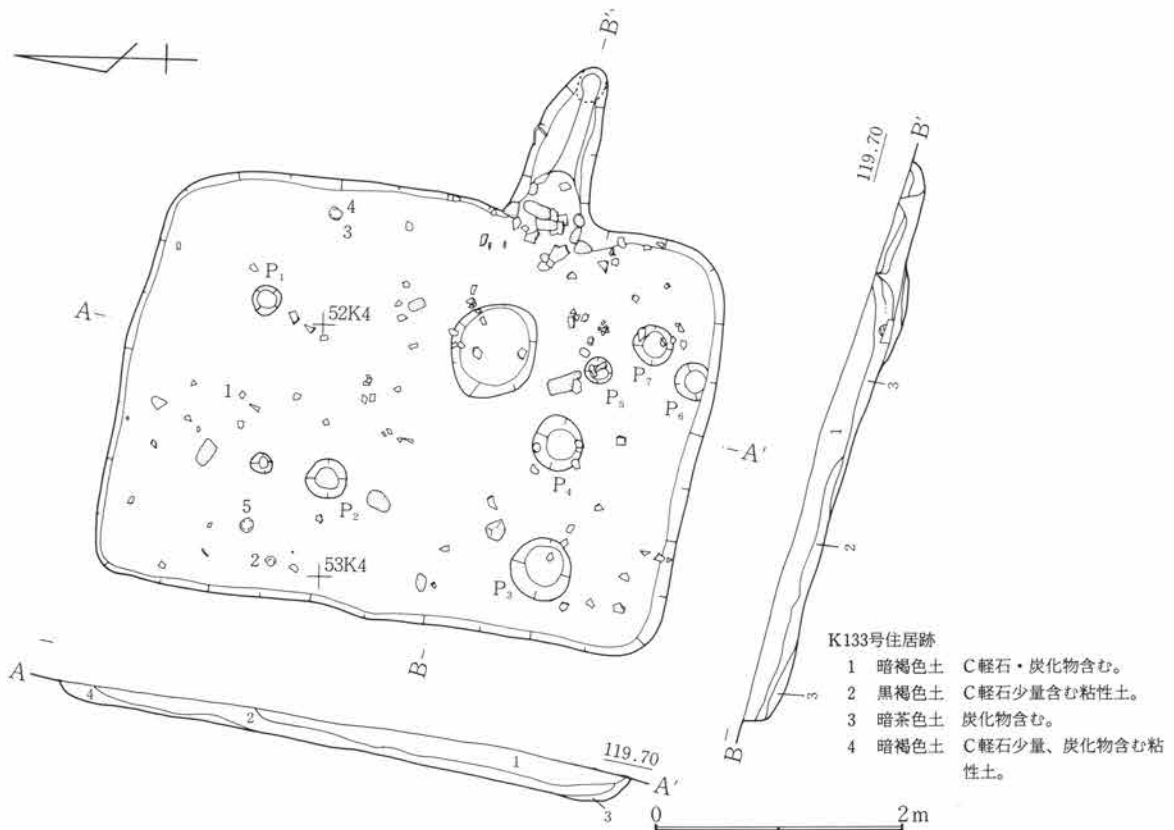 B′
B′
119.70
4
3
P₁
A
52K4
P₇
P₅
P₆
1
A′
3
1
P₄
P₂
5
2
2
53K4
P₃
B
3
A
4
2
1
119.70
A′
3
B
K133号住居跡
1 暗褐色土 C軽石・炭化物含む。
2 黒褐色土 C軽石少量含む粘性土。
3 暗茶色土 炭化物含む。
4 暗褐色土 C軽石少量、炭化物含む粘
性土。
0 2m